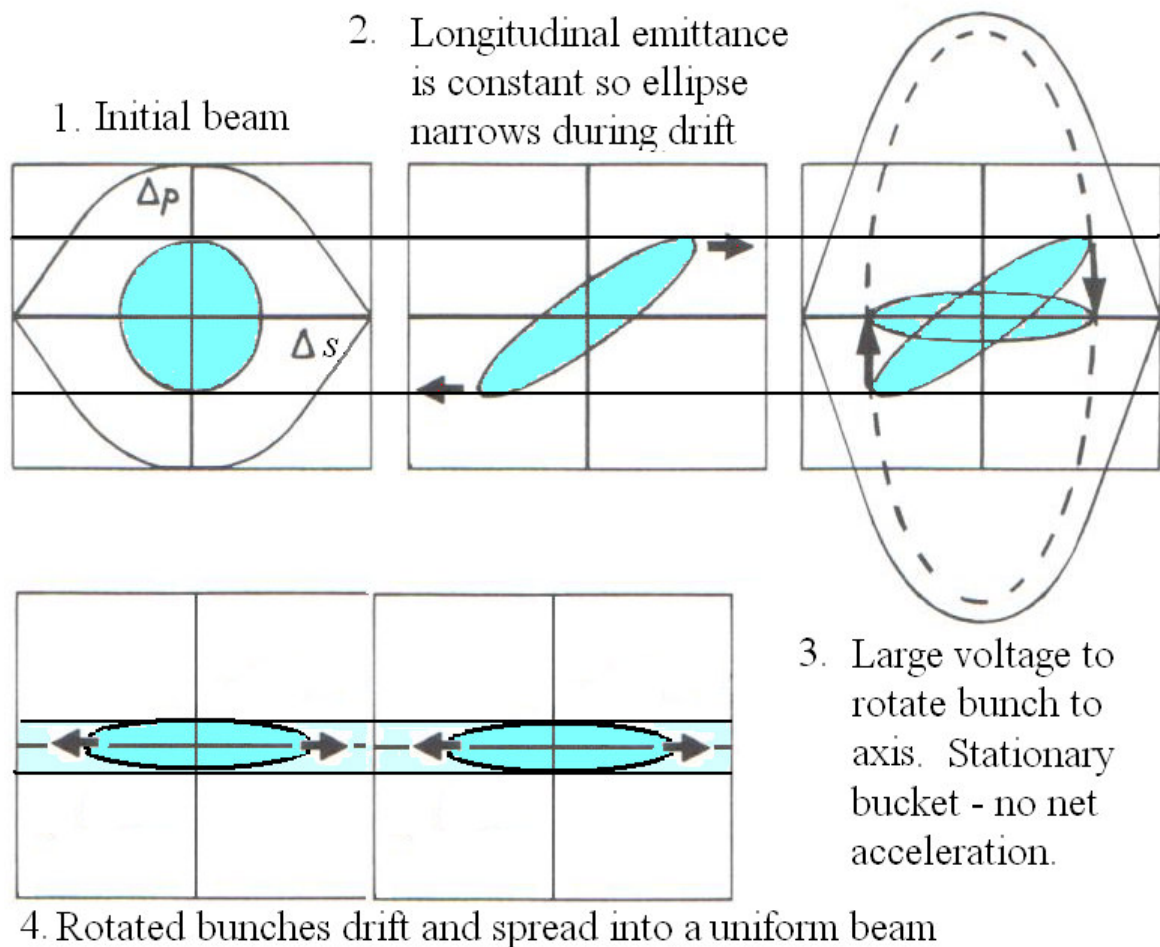 1. Initial beam
2. Longitudinal emittance
is constant so ellipse
narrows during drift
Δp
Δs
3. Large voltage to
rotate bunch to
axis. Stationary
bucket - no net
acceleration.
4. Rotated bunches drift and spread into a uniform beam